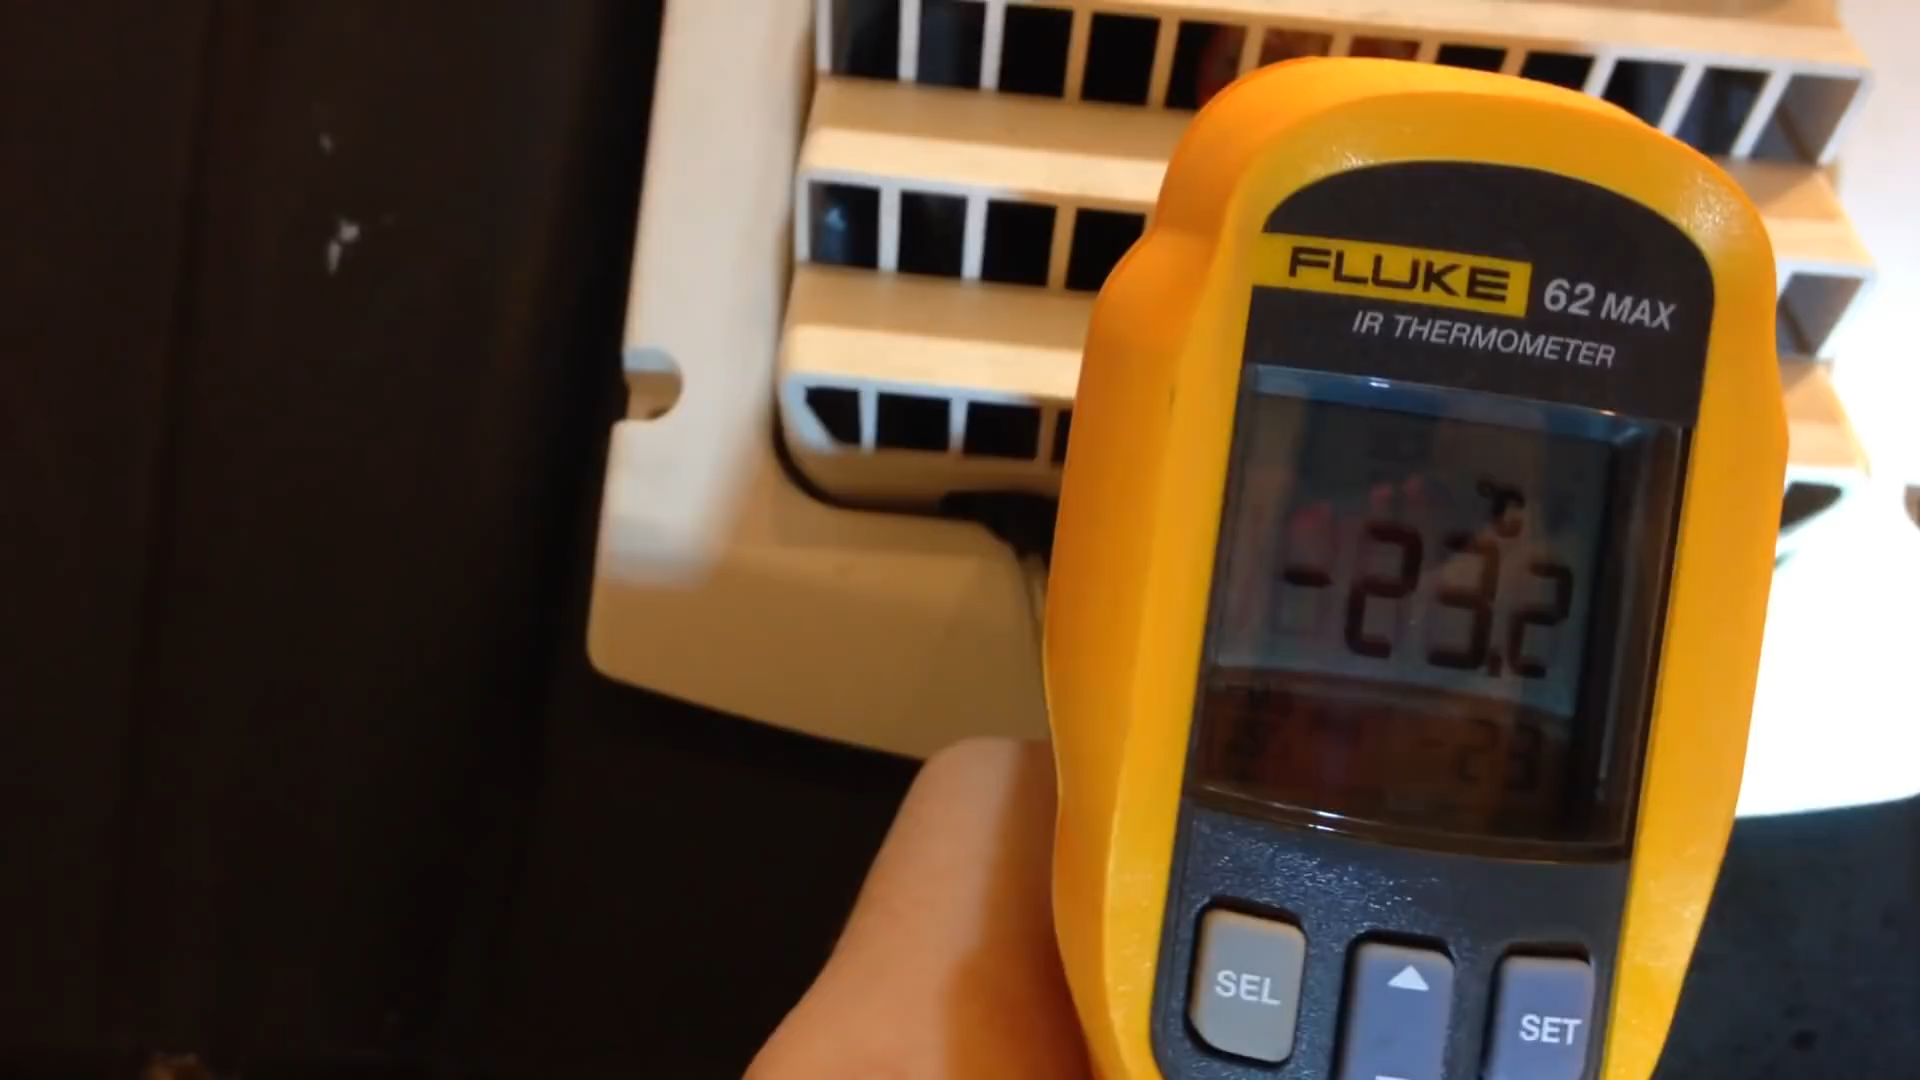 FLUKE 62 MAX
IR THERMOMETER
°C
-23.2
SEL
SET